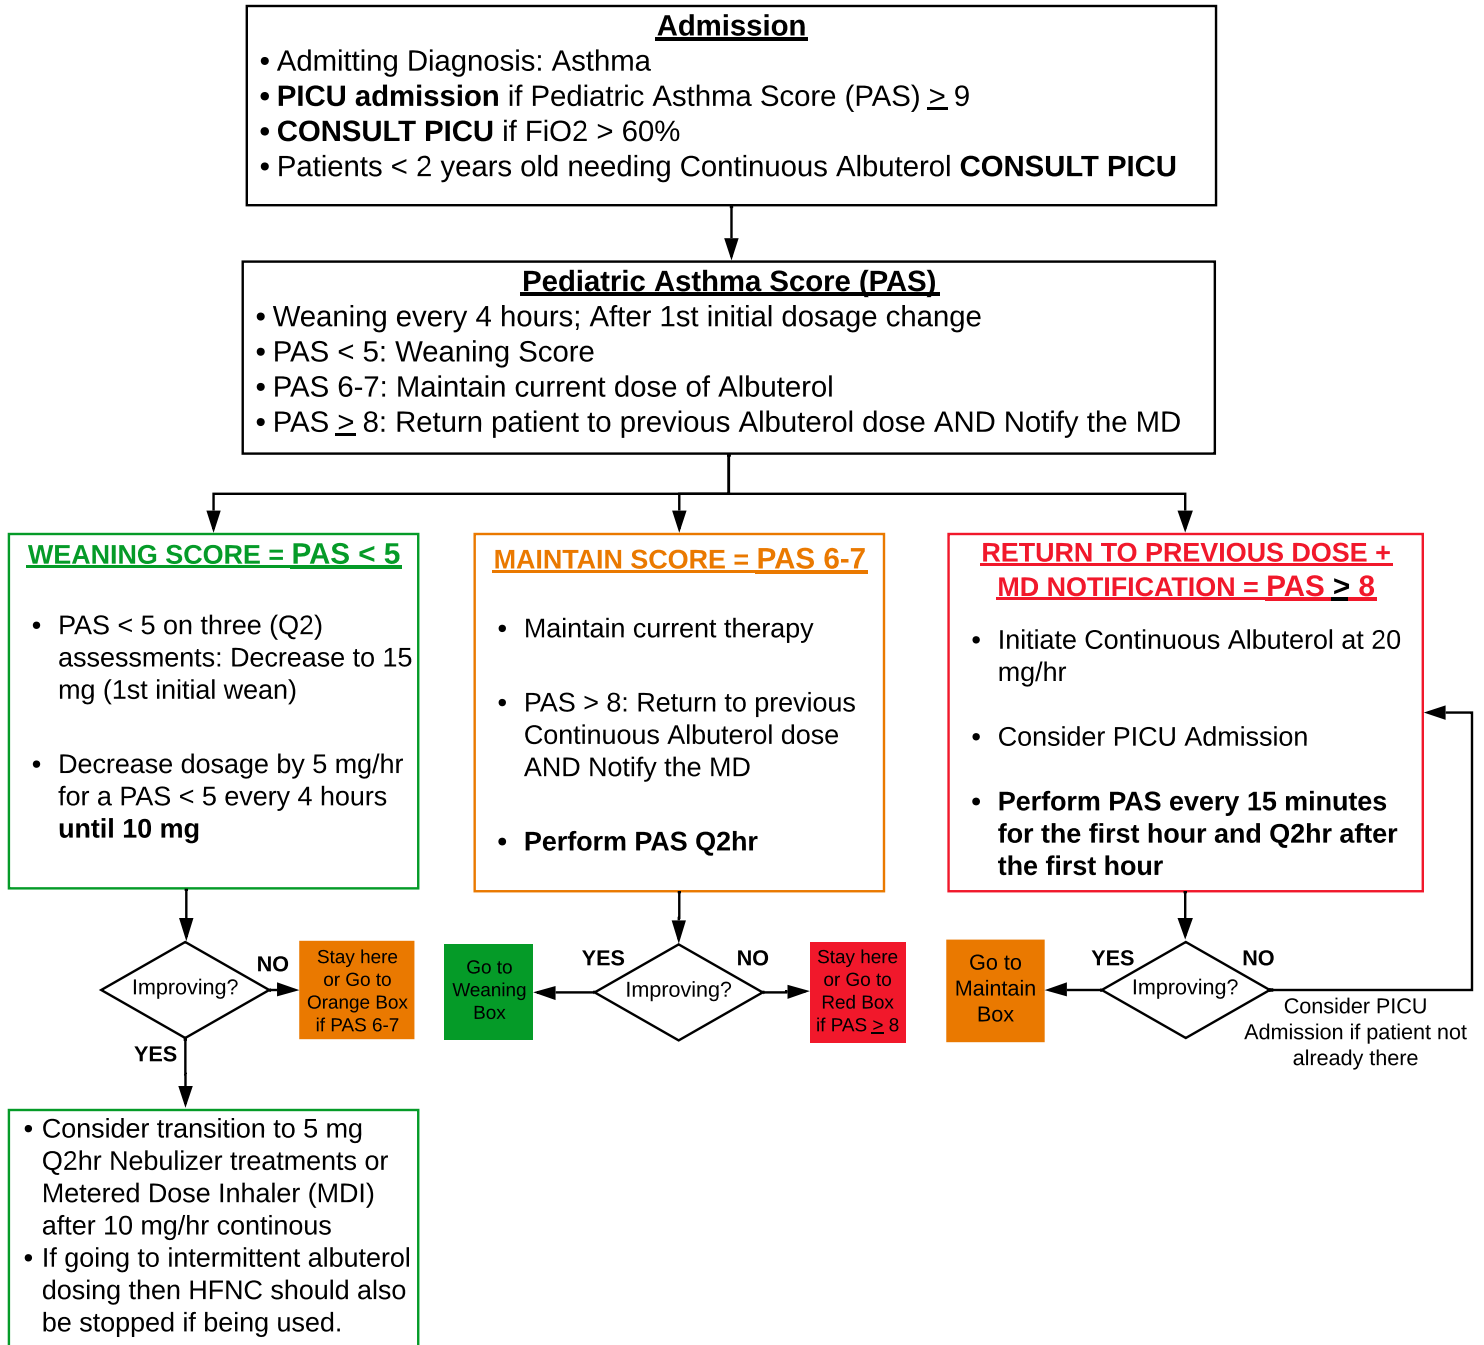 Admission
• Admitting Diagnosis: Asthma
• PICU admission if Pediatric Asthma Score (PAS) ≥ 9
• CONSULT PICU if FiO2 > 60%
• Patients < 2 years old needing Continuous Albuterol CONSULT PICU
Pediatric Asthma Score (PAS)
• Weaning every 4 hours; After 1st initial dosage change
• PAS < 5: Weaning Score
• PAS 6-7: Maintain current dose of Albuterol
• PAS ≥ 8: Return patient to previous Albuterol dose AND Notify the MD
WEANING SCORE = PAS < 5
• PAS < 5 on three (Q2)
assessments: Decrease to 15
mg (1st initial wean)
• Decrease dosage by 5 mg/hr
for a PAS < 5 every 4 hours
until 10 mg
MAINTAIN SCORE = PAS 6-7
• Maintain current therapy
• PAS > 8: Return to previous
Continuous Albuterol dose
AND Notify the MD
• Perform PAS Q2hr
RETURN TO PREVIOUS DOSE +
MD NOTIFICATION = PAS ≥ 8
• Initiate Continuous Albuterol at 20
mg/hr
• Consider PICU Admission
• Perform PAS every 15 minutes
for the first hour and Q2hr after
the first hour
Improving?
NO
Stay here
or Go to
Orange Box
if PAS 6-7
YES
Go to
Weaning
Box
YES
Improving?
NO
Stay here
or Go to
Red Box
if PAS ≥ 8
Go to
Maintain
Box
YES
Improving?
NO
Consider PICU
Admission if patient not
already there
• Consider transition to 5 mg
Q2hr Nebulizer treatments or
Metered Dose Inhaler (MDI)
after 10 mg/hr continous
• If going to intermittent albuterol
dosing then HFNC should also
be stopped if being used.